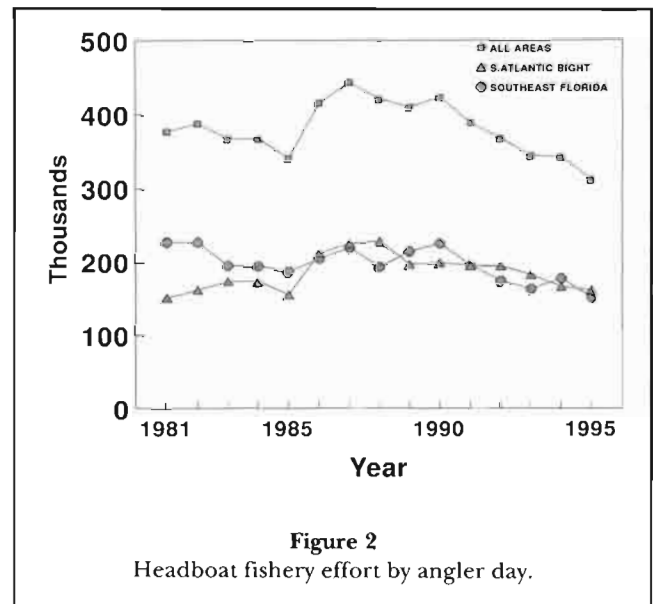 500
400
300
200
100
0
Thousands
ALL AREAS
S.ATLANTIC BIGHT
SOUTHEAST FLORIDA
1981 1985 1990 1995
Year
Figure 2
Headboat fishery effort by angler day.